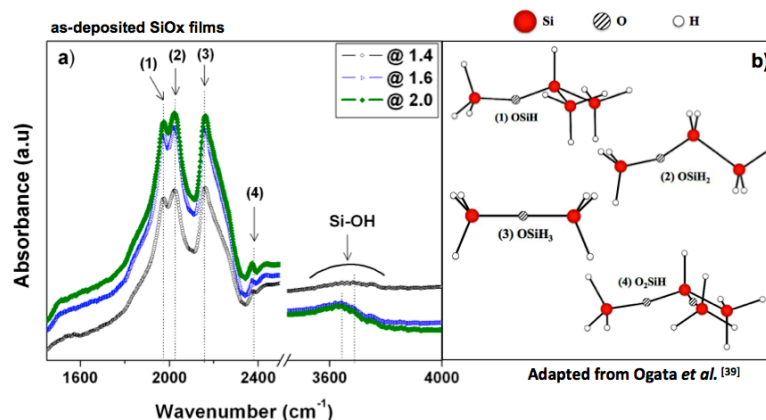 as-deposited SiOx films
Si O H
a)
(1) (2) (3)
@ 1.4
@ 1.6
@ 2.0
(4)
Si-OH
Absorbance (a.u)
1600 2000 2400 3600 4000
Wavenumber (cm-1)
b)
(1) OSiH
(2) OSiH2
(3) OSiH3
(4) O2SiH
Adapted from Ogata et al. [39]